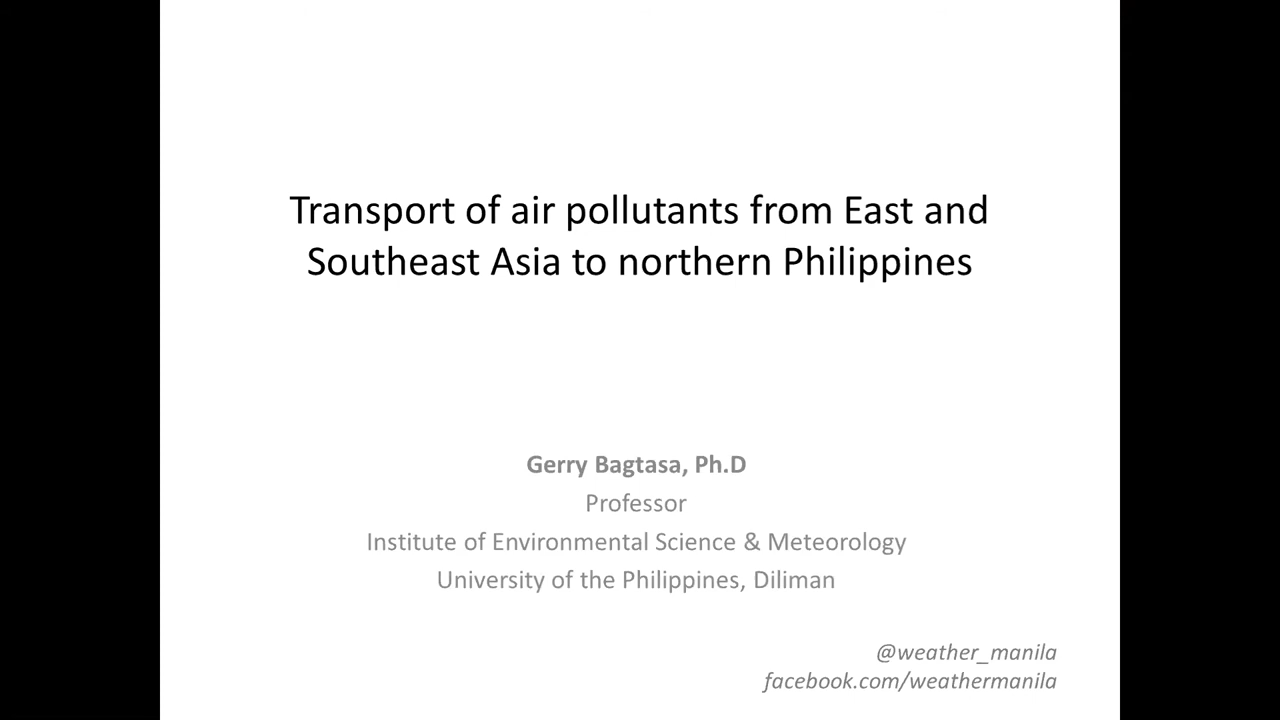 Transport of air pollutants from East and
Southeast Asia to northern Philippines
Gerry Bagtasa, Ph.D
Professor
Institute of Environmental Science & Meteorology
University of the Philippines, Diliman
@weather_manila
facebook.com/weathermanila